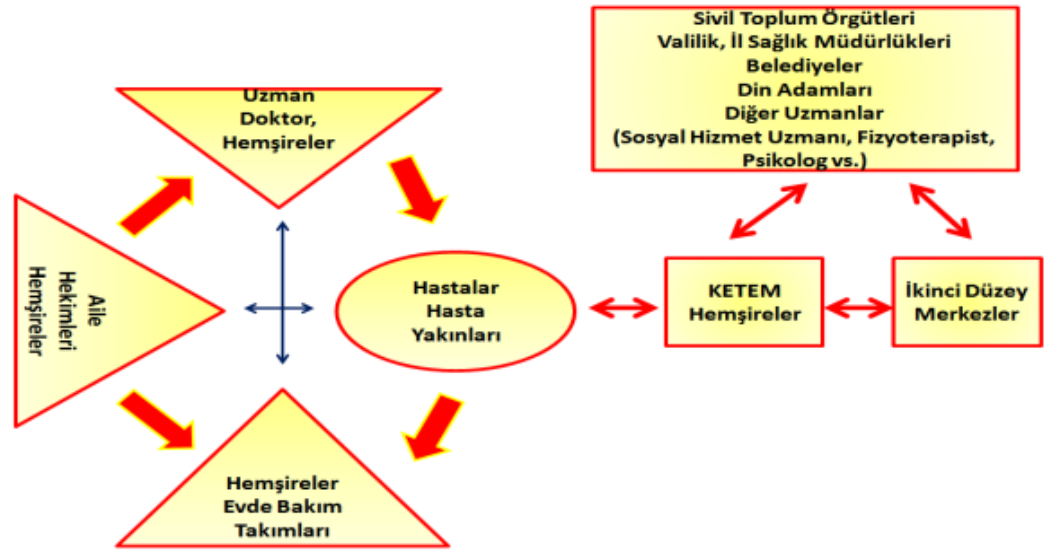 Uzman
Doktor,
Hemşireler
Aile
Hekimleri
Hemşireler
Hastalar
Hasta
Yakınları
Hemşireler
Evde Bakım
Takımları
Sivil Toplum Örgütleri
Valilik, İl Sağlık Müdürlükleri
Belediyeler
Din Adamları
Diğer Uzmanlar
(Sosyal Hizmet Uzmanı, Fizyoterapist,
Psikolog vs.)
KETEM
Hemşireler
İkinci Düzey
Merkezler